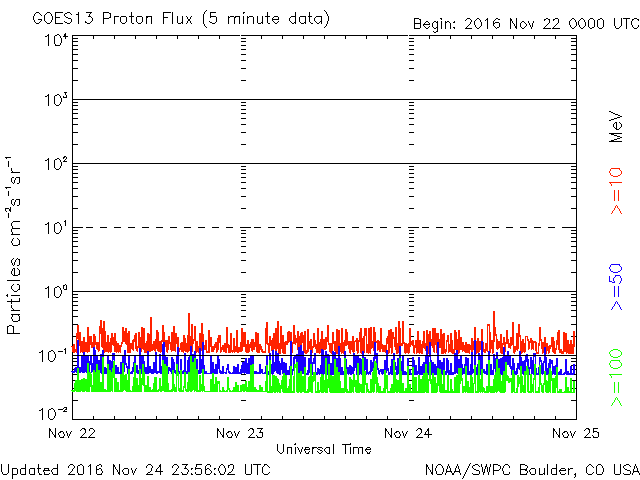 GOES13 Proton Flux (5 minute data)
Begin: 2016 Nov 22 0000 UTC
10⁴
10³
10²
10¹
10⁰
10⁻¹
10⁻²
Particles cm⁻²s⁻¹sr⁻¹
MeV
>=10
>=50
>=100
Nov 22 Nov 23 Nov 24 Nov 25
Universal Time
Updated 2016 Nov 24 23:56:02 UTC
NOAA/SWPC Boulder, CO USA